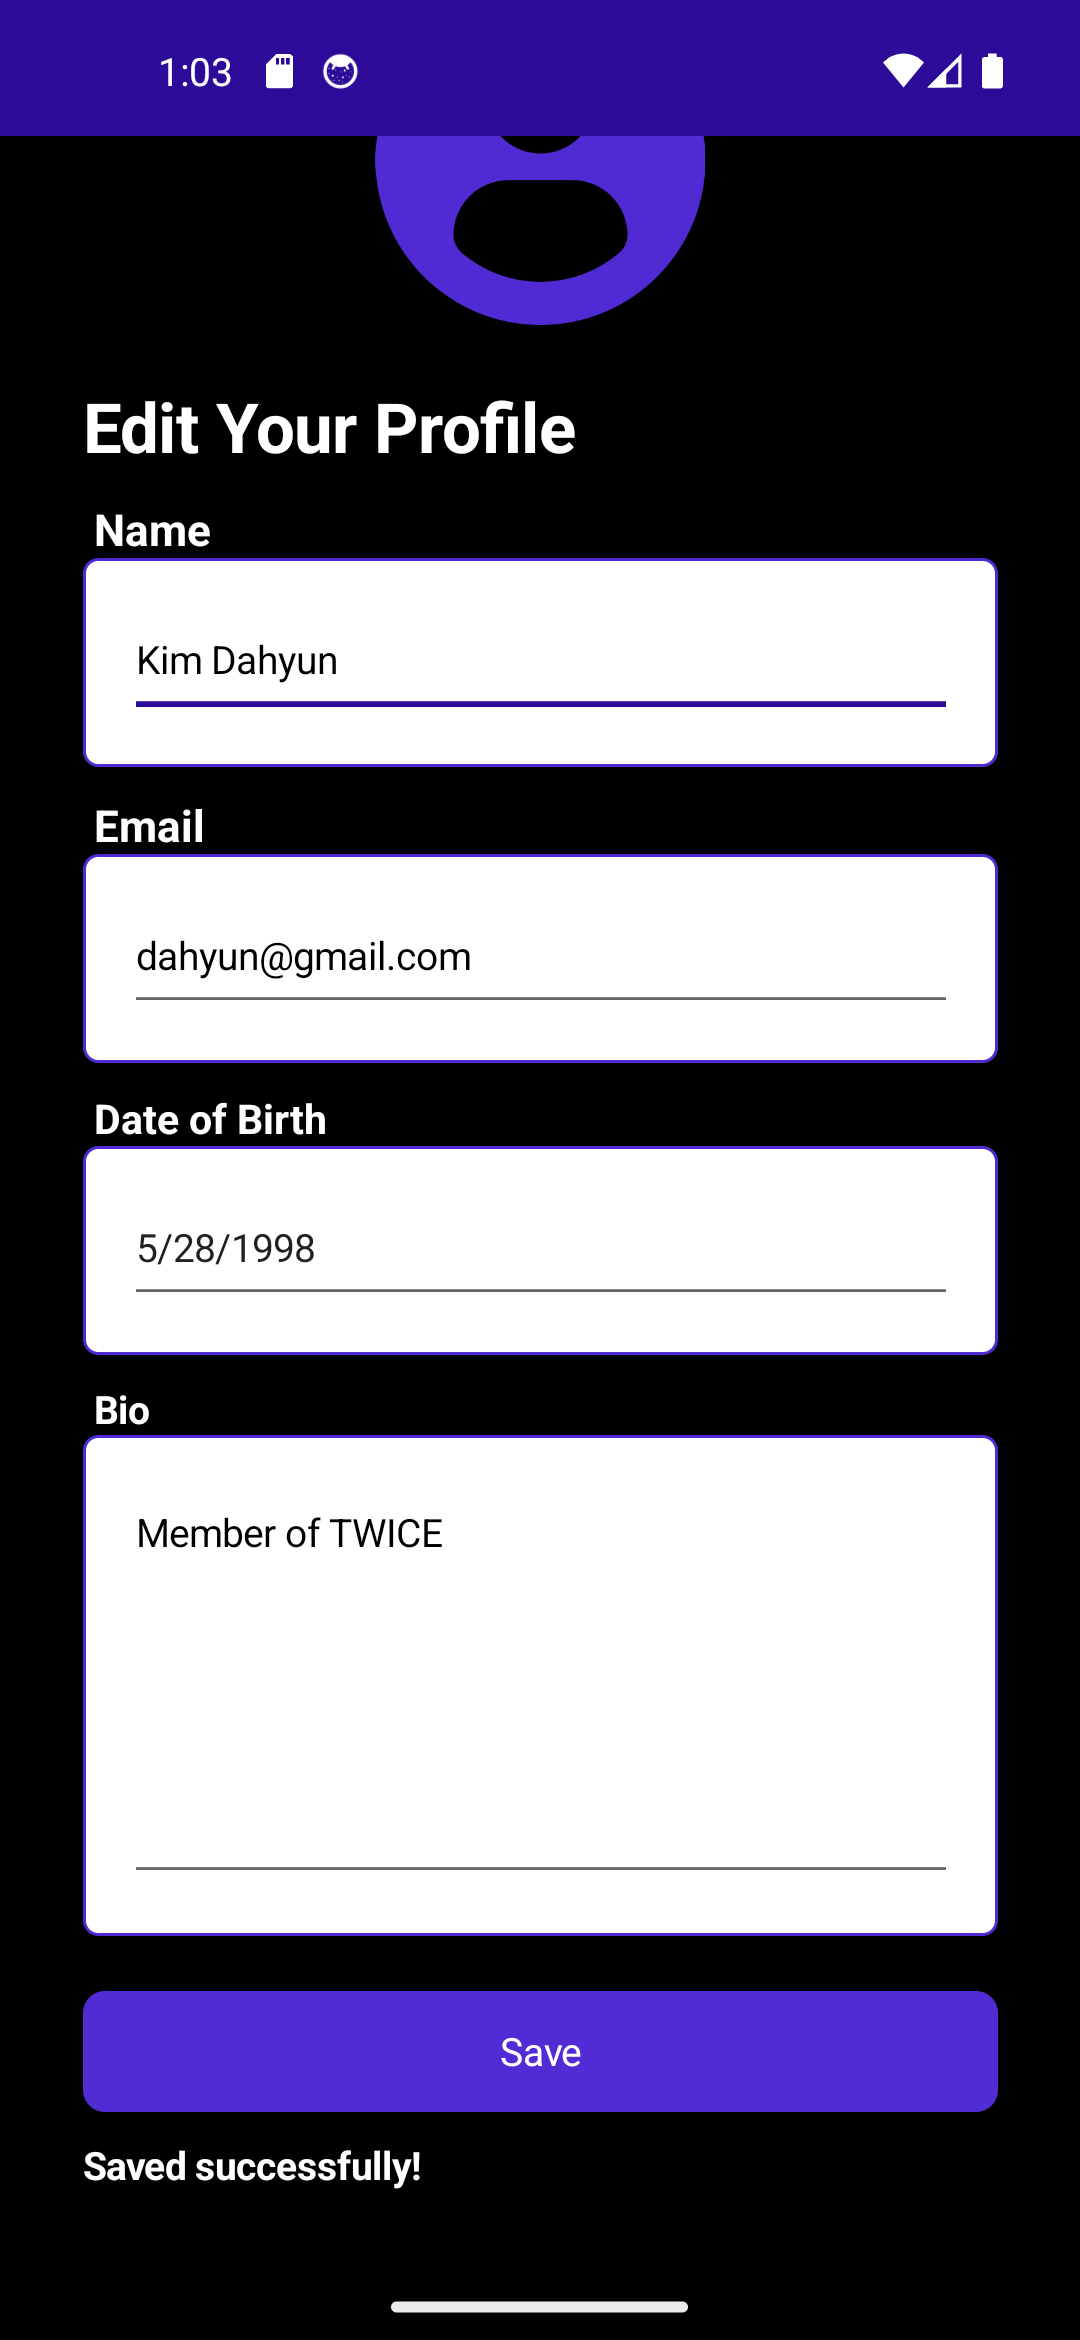 1:03
Edit Your Profile
Name
Kim Dahyun
Email
dahyun@gmail.com
Date of Birth
5/28/1998
Bio
Member of TWICE
Save
Saved successfully!